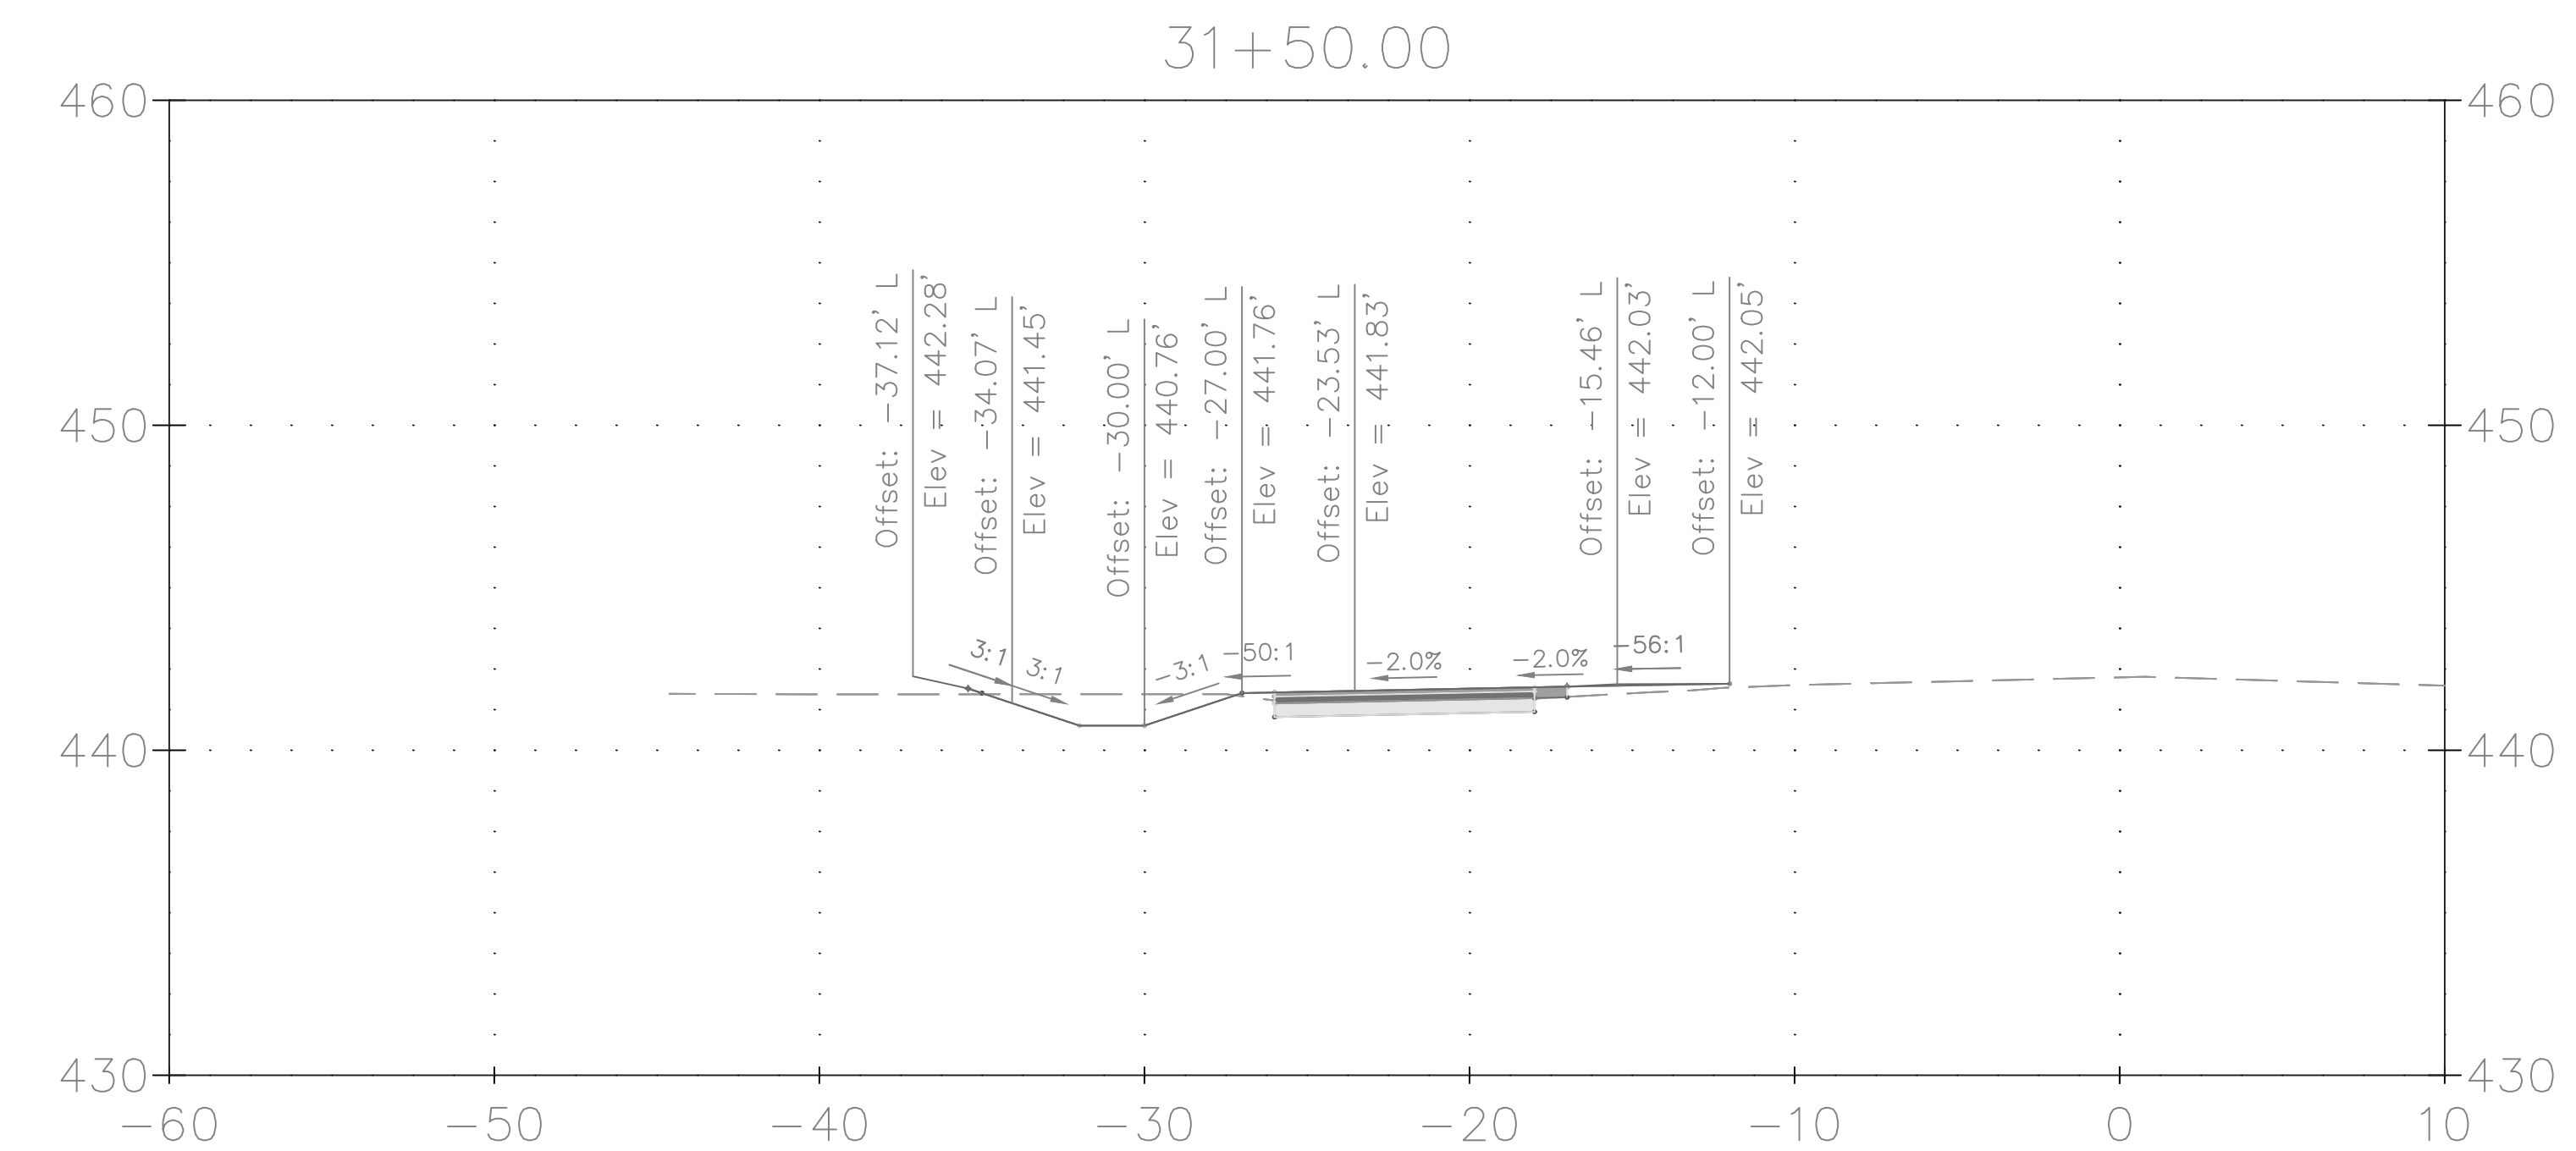 31+50.00
460
460
Offset: -37.12' L
Elev = 442.28'
Offset: -34.07' L
Elev = 441.45'
Offset: -30.00' L
Elev = 440.76'
Offset: -27.00' L
Elev = 441.76'
Offset: -23.53' L
Elev = 441.83'
Offset: -15.46' L
Elev = 442.03'
Offset: -12.00' L
Elev = 442.05'
450
450
3:1
3:1
-3:1
-50:1
-2.0%
-2.0%
-56:1
440
440
430
430
-60
-50
-40
-30
-20
-10
0
10